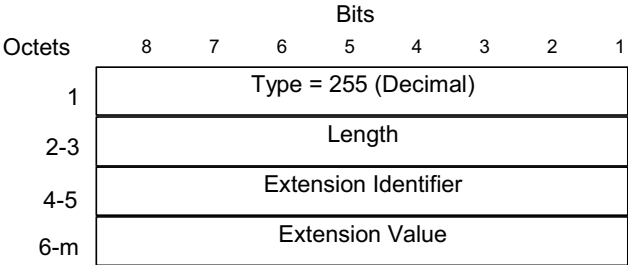 Bits
Octets 8 7 6 5 4 3 2 1
1 Type = 255 (Decimal)
2-3 Length
4-5 Extension Identifier
6-m Extension Value